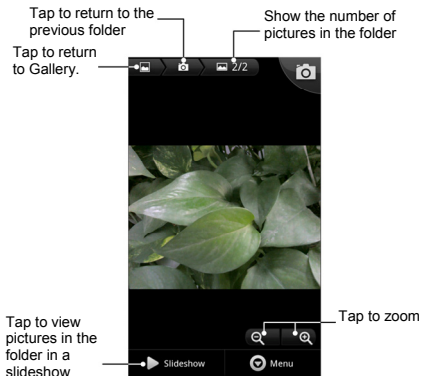 Tap to return to the
previous folder
Show the number of
pictures in the folder
Tap to return
to Gallery.
2/2
Tap to zoom
Tap to view
pictures in the
folder in a
slideshow
Slideshow
Menu